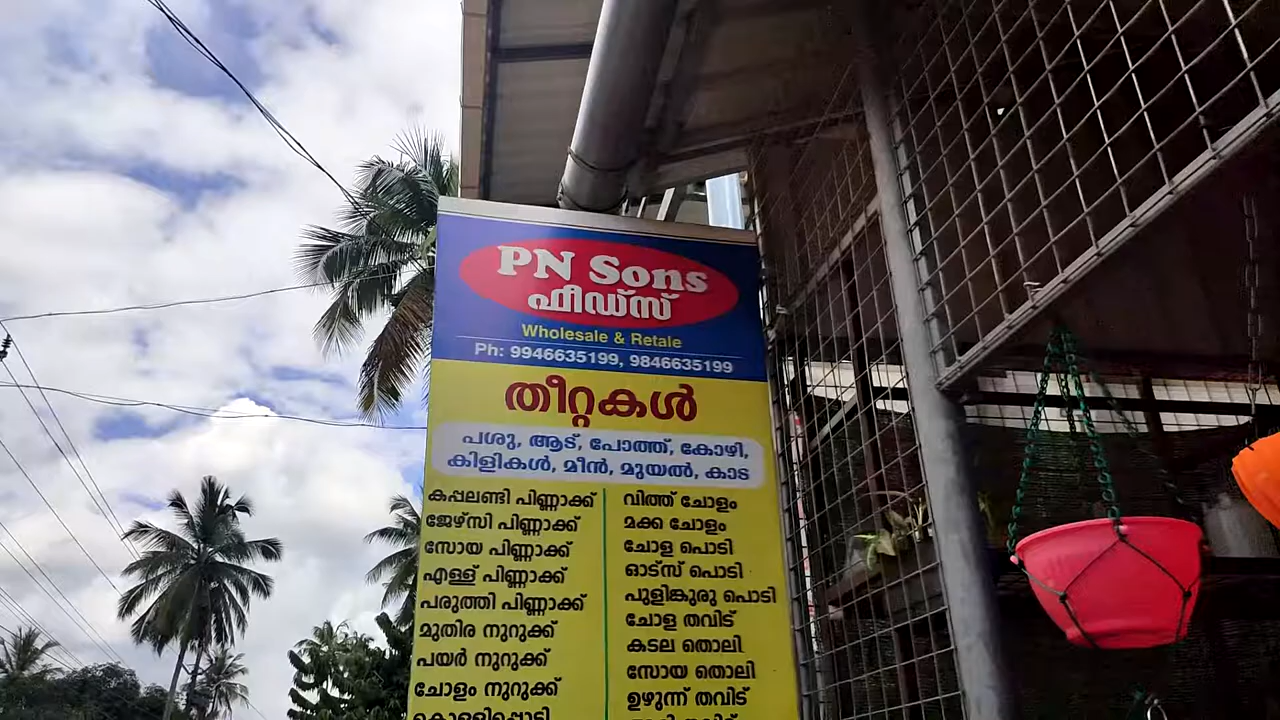 PN Sons
ഫീഡ്സ്
Wholesale & Retale
Ph: 9946635199, 9846635199
തീറ്റകൾ
പശു, ആട്, പോത്ത്, കോഴി,
കിളികൾ, മീൻ, മുയൽ, കാട
കപ്പലണ്ടി പിണ്ണാക്ക്
ജേഴ്സി പിണ്ണാക്ക്
സോയ പിണ്ണാക്ക്
എള്ള് പിണ്ണാക്ക്
പരുത്തി പിണ്ണാക്ക്
മുതിര നുറുക്ക്
പയർ നുറുക്ക്
ചോളം നുറുക്ക്
കൊള്ളിപ്പൊടി
വിത്ത് ചോളം
മക്ക ചോളം
ചോള പൊടി
ഓട്സ് പൊടി
പുളിങ്കുരു പൊടി
ചോള തവിട്
കടല തൊലി
സോയ തൊലി
ഉഴുന്ന് തവിട്